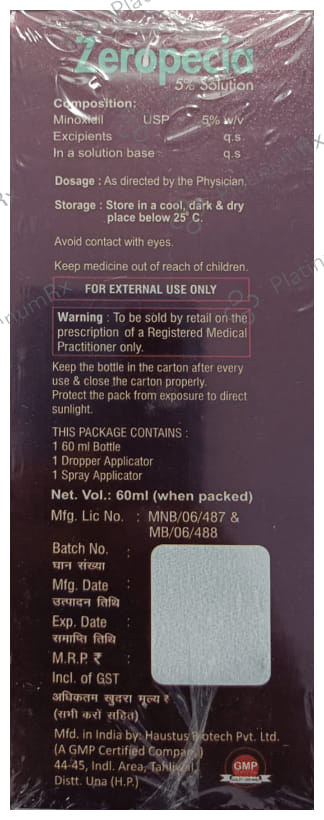 Zeropecia
5% Solution
Composition:
Minoxidil USP 5% w/v
Excipients q.s
In a solution base q.s
Dosage : As directed by the Physician.
Storage : Store in a cool, dark & dry
place below 25°C.
Avoid contact with eyes.
Keep medicine out of reach of children.
FOR EXTERNAL USE ONLY
Warning : To be sold by retail on the
prescription of a Registered Medical
Practitioner only.
Keep the bottle in the carton after every
use & close the carton properly.
Protect the pack from exposure to direct
sunlight.
THIS PACKAGE CONTAINS :
1 60 ml Bottle
1 Dropper Applicator
1 Spray Applicator
Net. Vol.: 60ml (when packed)
Mfg. Lic No. : MNB/06/487 &
MB/06/488
Batch No. :
घान संख्या
Mfg. Date :
उत्पादन तिथि
Exp. Date :
समाप्ति तिथि
M.R.P. ₹ :
Incl. of GST
अधिकतम खुदरा मूल्य ₹
(सभी करों सहित)
Mfd. in India by: Haustus Biotech Pvt. Ltd.
(A GMP Certified Company)
44-45, Indl. Area, Tahliwal,
Distt. Una (H.P.)
GMP
PlatinumRx